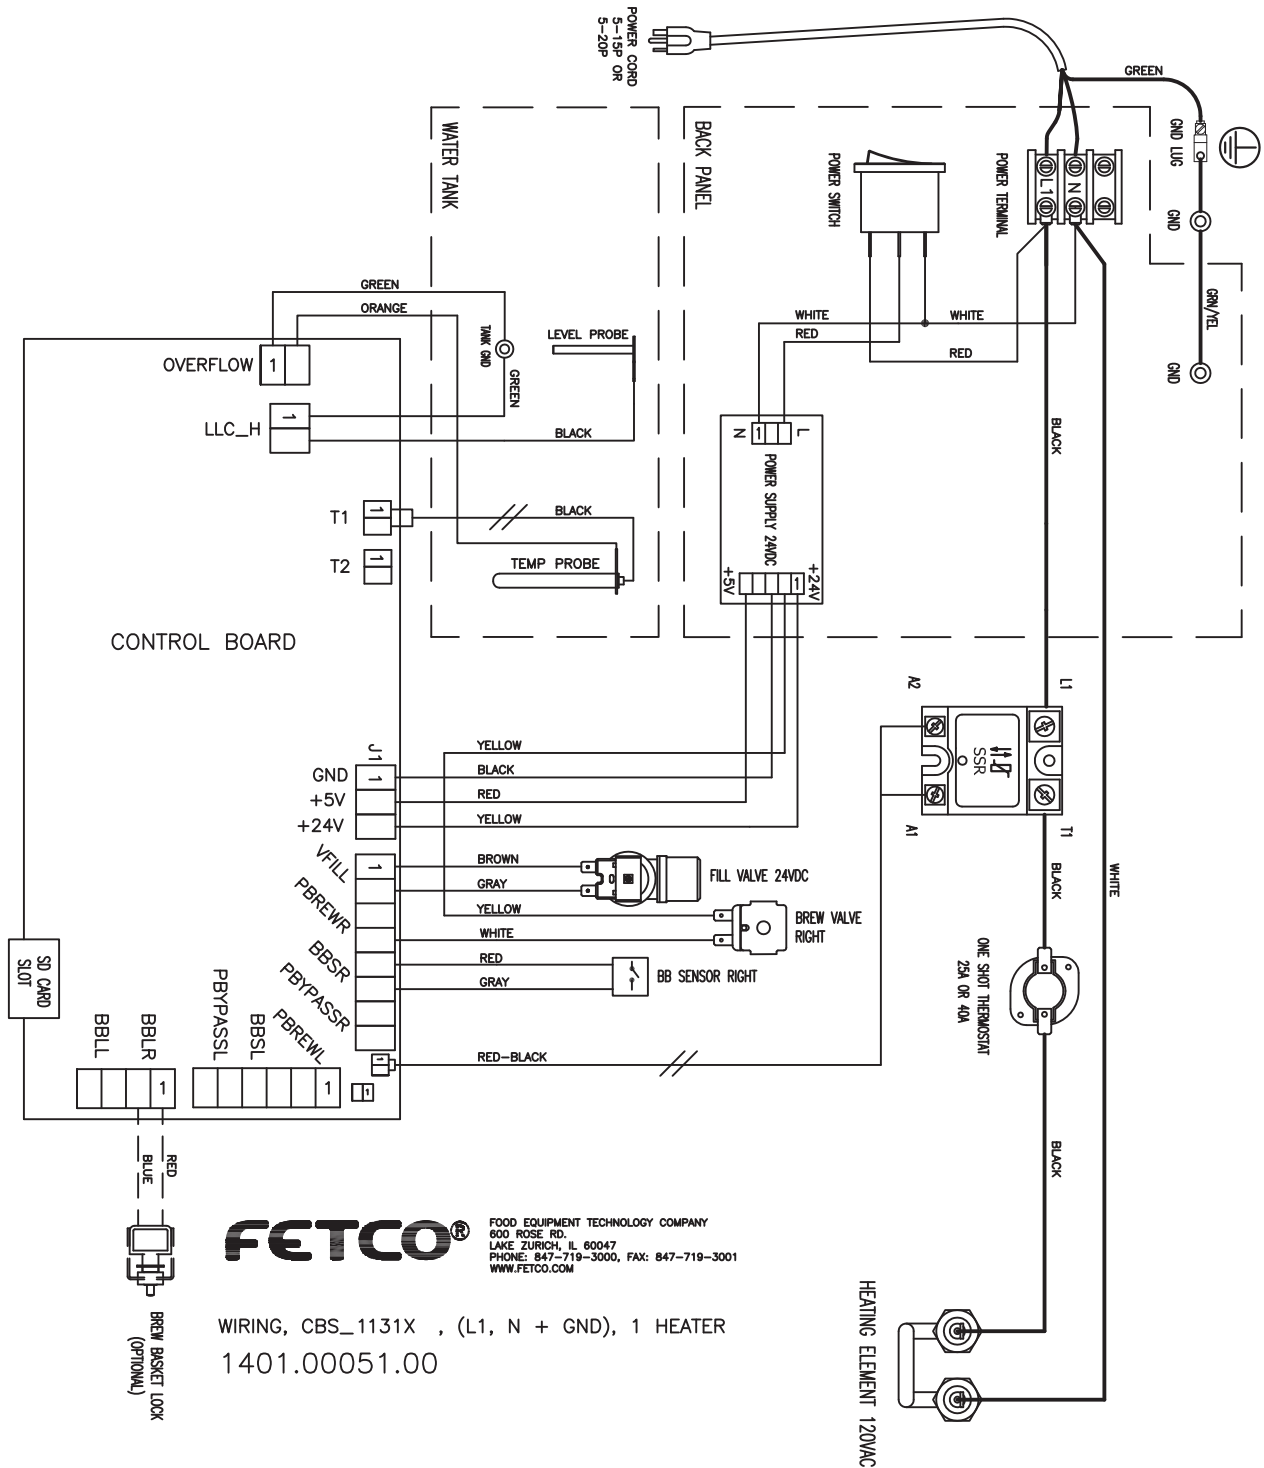 POWER CORD
5-15P OR
5-20P
GREEN
GND LUG
GND
GRN/YEL
GND
WATER TANK
BACK PANEL
POWER SWITCH
POWER TERMINAL
L1
N
GREEN
ORANGE
TANK GND
GREEN
LEVEL PROBE
WHITE
WHITE
RED
RED
OVERFLOW
1
LLC_H
1
BLACK
BLACK
N
1
L
POWER SUPPLY 24VDC
+5V
1
+24V
T1
1
BLACK
T2
1
TEMP PROBE
CONTROL BOARD
A2
L1
SSR
A1
T1
J1
GND
1
+5V
+24V
YELLOW
BLACK
RED
YELLOW
VFILL
1
PBREWR
BBSR
PBYPASSR
BROWN
GRAY
YELLOW
WHITE
RED
GRAY
FILL VALVE 24VDC
BREW VALVE
RIGHT
BB SENSOR RIGHT
BLACK
WHITE
ONE SHOT THERMOSTAT
25A OR 40A
SD CARD
SLOT
RED-BLACK
1
1
BBLL
BBLR
1
PBYPASSL
BBSL
PBREWL
1
BLACK
RED
BLUE
BREW BASKET LOCK
(OPTIONAL)
FETCO®
FOOD EQUIPMENT TECHNOLOGY COMPANY
600 ROSE RD.
LAKE ZURICH, IL 60047
PHONE: 847-719-3000, FAX: 847-719-3001
WWW.FETCO.COM
HEATING ELEMENT 120VAC
WIRING, CBS_1131X , (L1, N + GND), 1 HEATER
1401.00051.00